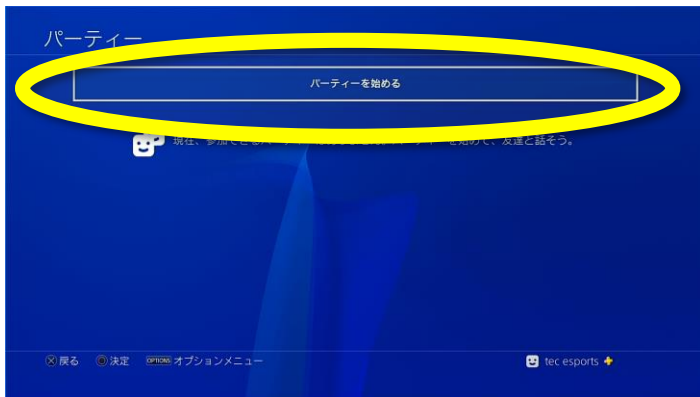 パーティー
パーティーを始める
現在、参加できる を始めて、友達と話そう。
戻る 決定 OPTIONS オプションメニュー
tec esports